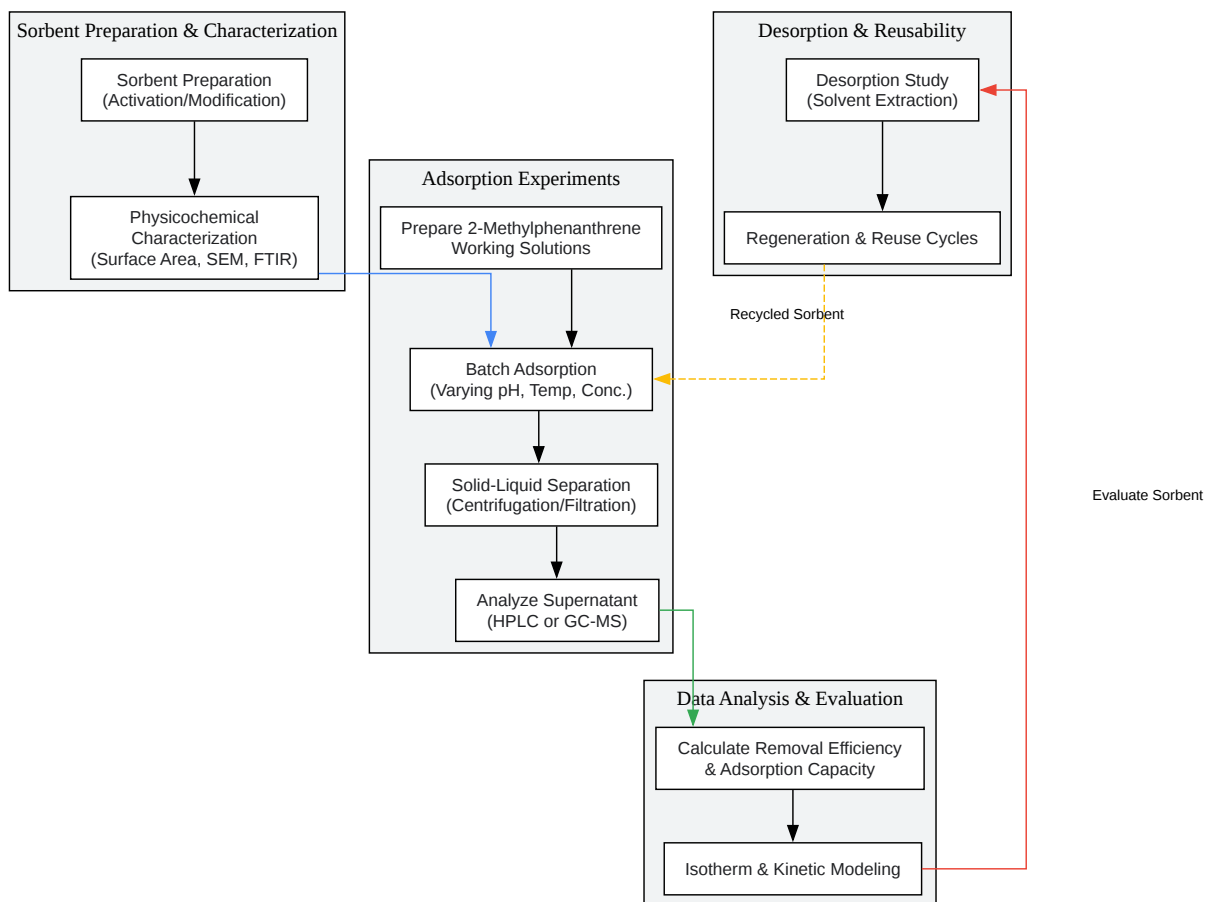 Sorbent Preparation & Characterization
Sorbent Preparation
(Activation/Modification)
Physicochemical
Characterization
(Surface Area, SEM, FTIR)
Adsorption Experiments
Prepare 2-Methylphenanthrene
Working Solutions
Batch Adsorption
(Varying pH, Temp, Conc.)
Solid-Liquid Separation
(Centrifugation/Filtration)
Analyze Supernatant
(HPLC or GC-MS)
Data Analysis & Evaluation
Calculate Removal Efficiency
& Adsorption Capacity
Isotherm & Kinetic Modeling
Evaluate Sorbent
Desorption & Reusability
Desorption Study
(Solvent Extraction)
Regeneration & Reuse Cycles
Recycled Sorbent